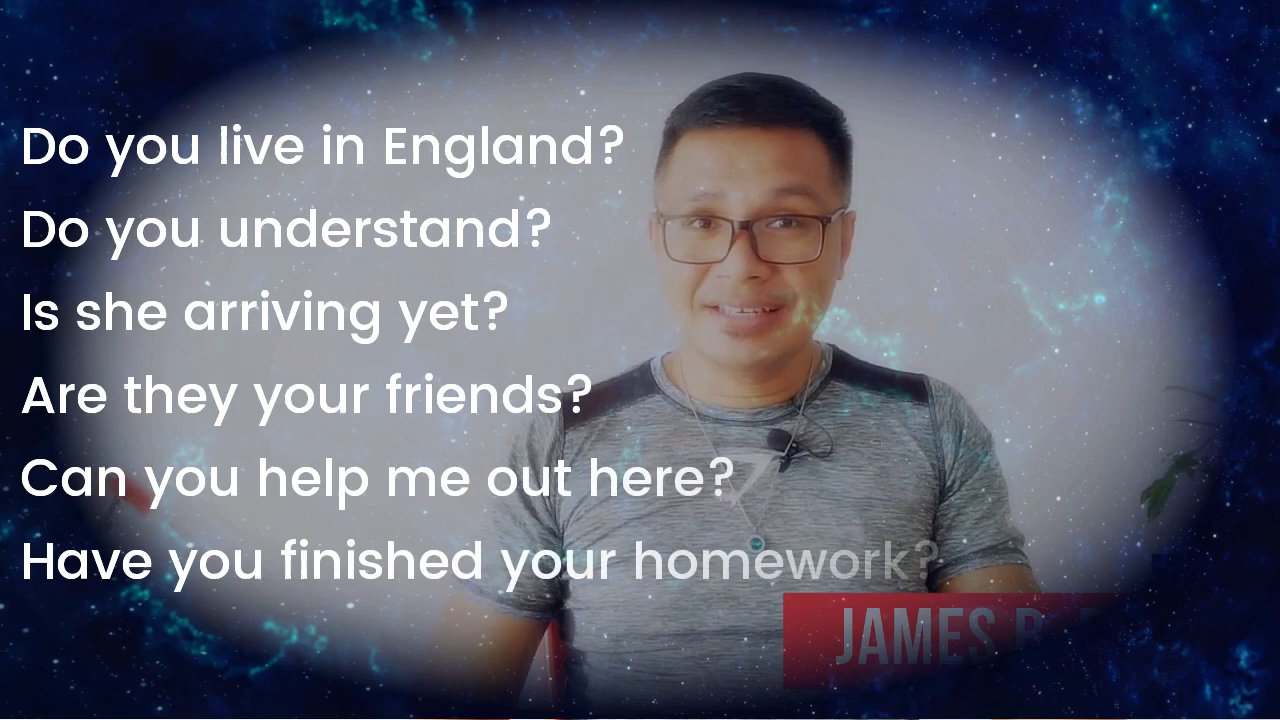 Do you live in England?
Do you understand?
Is she arriving yet?
Are they your friends?
Can you help me out here?
Have you finished your homework?
JAMES